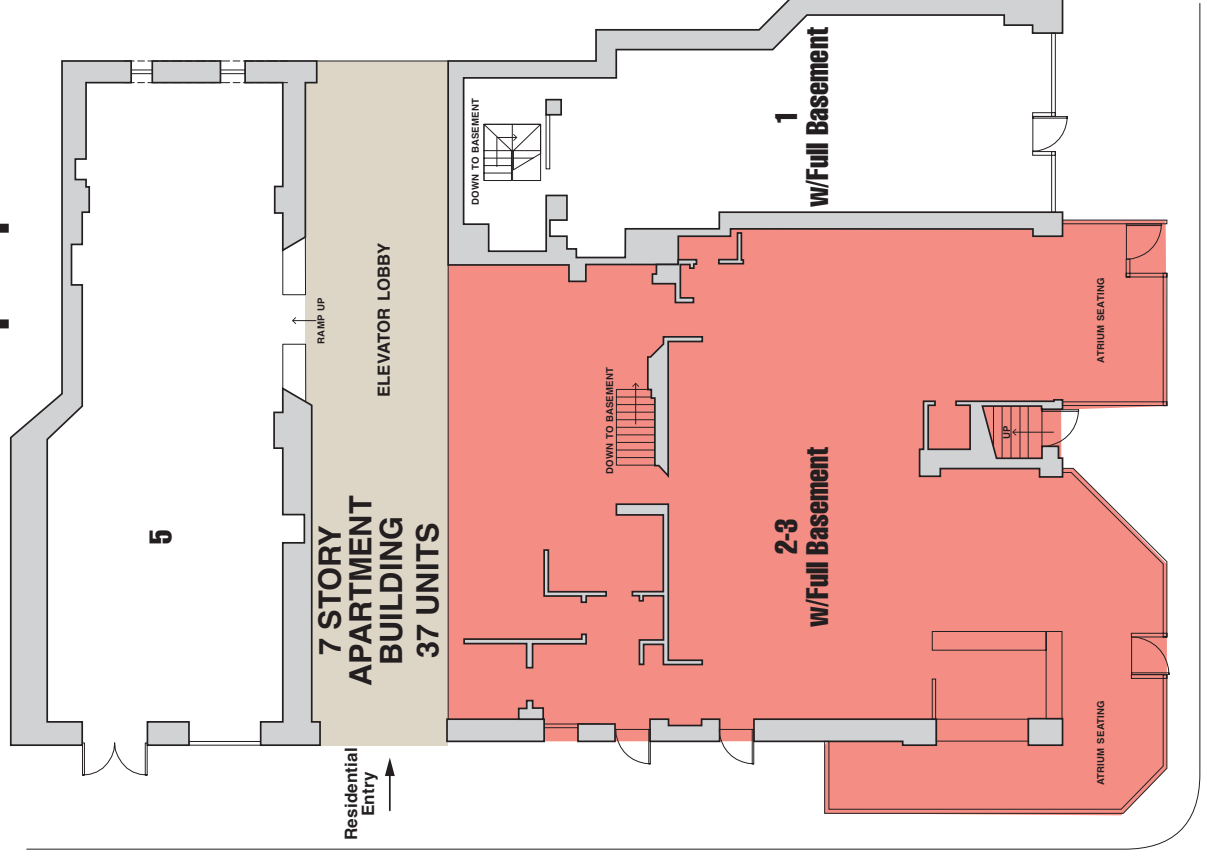 5
RAMP UP
ELEVATOR LOBBY
7 STORY
APARTMENT
BUILDING
37 UNITS
Residential
Entry
DOWN TO BASEMENT
1
w/Full Basement
DOWN TO BASEMENT
2-3
w/Full Basement
UP
ATRIUM SEATING
ATRIUM SEATING